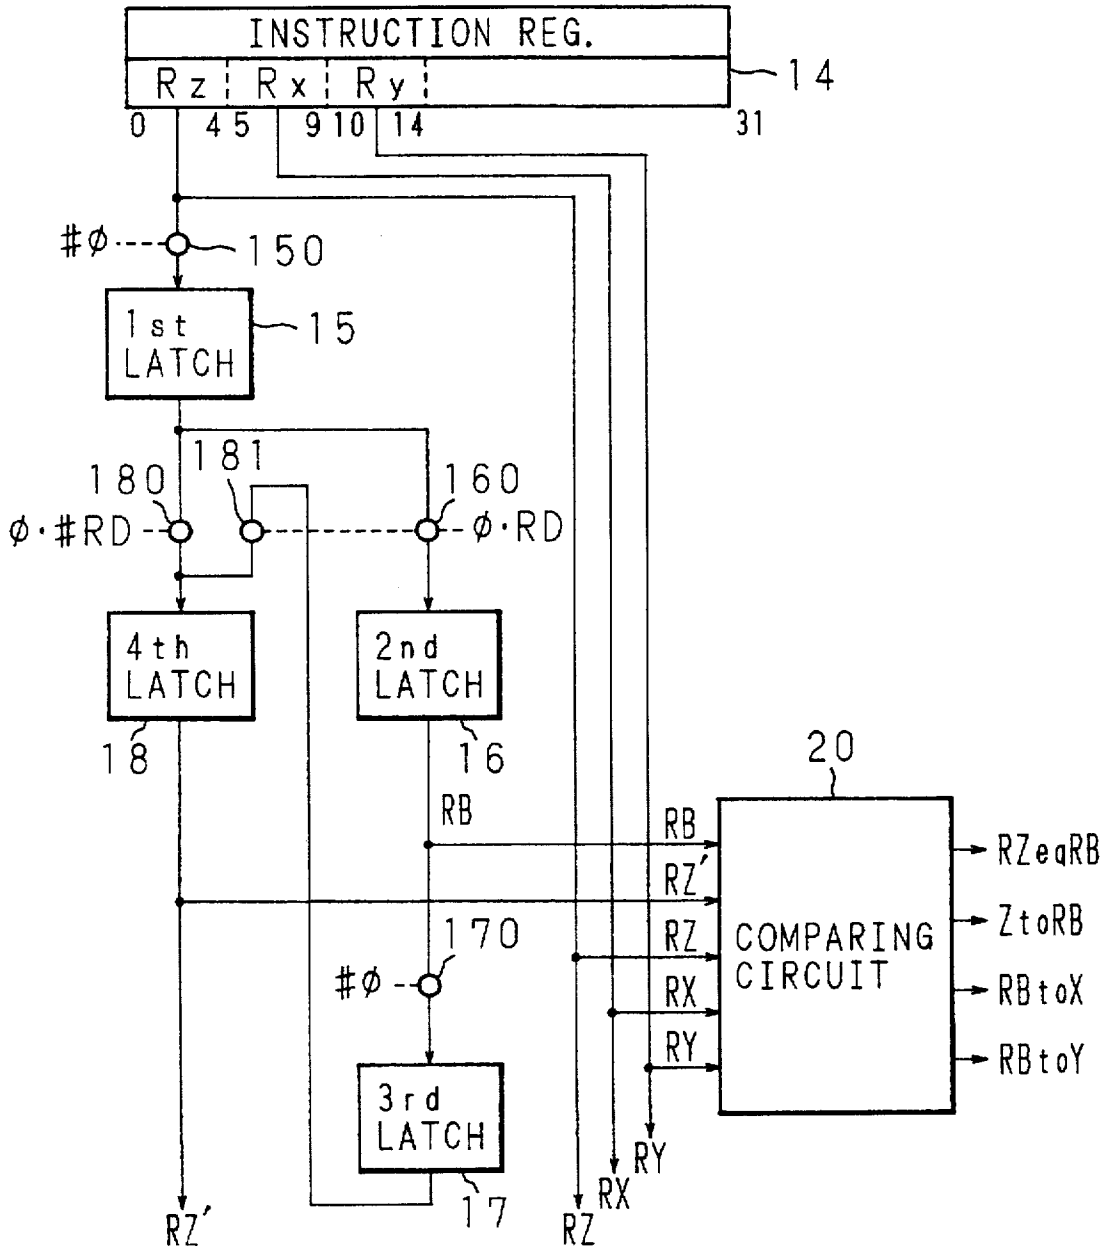 INSTRUCTION REG.
Rz Rx Ry
14
0 4 5 9 10 14 31
#Ø 150
1st
LATCH
15
181
180 160
Ø·#RD Ø·RD
4th
LATCH
2nd
LATCH
18 16
20
RB
RB
RZ'
RZ
RX
RY
COMPARING
CIRCUIT
RZeqRB
ZtoRB
RBtoX
RBtoY
170
#Ø
3rd
LATCH
17
RY
RX
RZ
RZ'